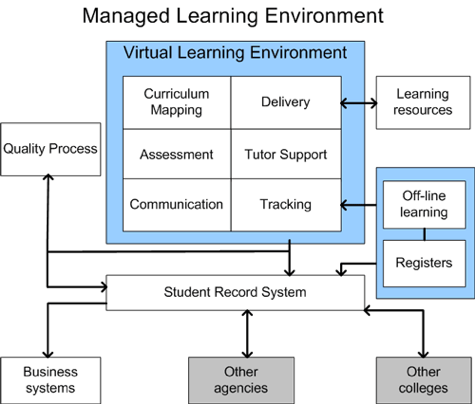 Managed Learning Environment
Virtual Learning Environment
Curriculum
Mapping
Delivery
Learning
resources
Quality Process
Assessment
Tutor Support
Communication
Tracking
Off-line
learning
Registers
Student Record System
Business
systems
Other
agencies
Other
colleges